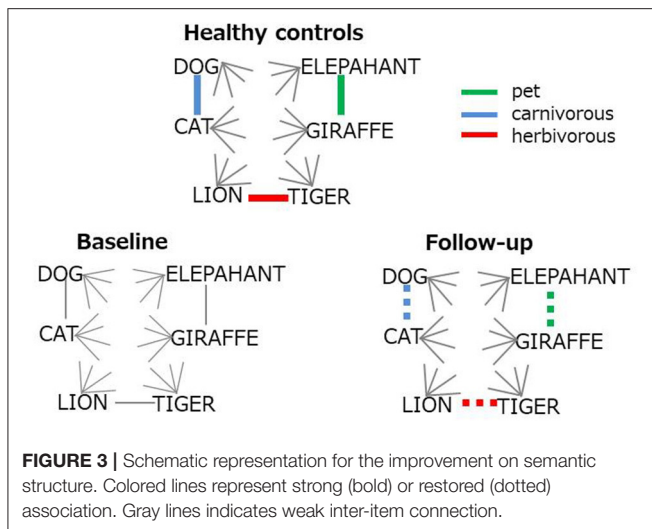 Healthy controls
DOG ELEPAHANT
CAT GIRAFFE
LION TIGER
pet
carnivorous
herbivorous
Baseline
DOG ELEPAHANT
CAT GIRAFFE
LION TIGER
Follow-up
DOG ELEPAHANT
CAT GIRAFFE
LION TIGER
FIGURE 3 | Schematic representation for the improvement on semantic
structure. Colored lines represent strong (bold) or restored (dotted)
association. Gray lines indicates weak inter-item connection.